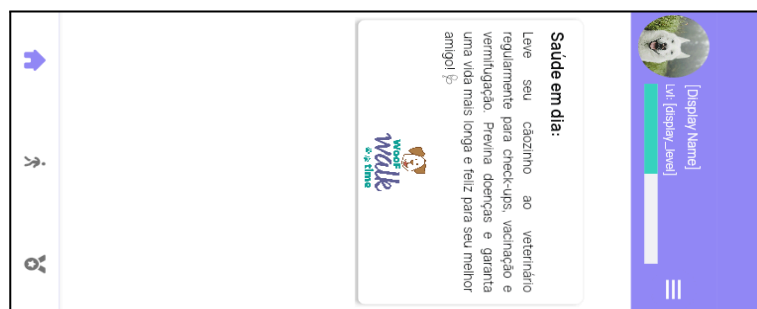 [Display Name]
Lvl: [display_level]
Saúde em dia:
Leve seu cãozinho ao veterinário
regularmente para check-ups, vacinação e
vermifugação. Previna doenças e garanta
uma vida mais longa e feliz para seu melhor
amigo! 🩺
Woof
walk
time